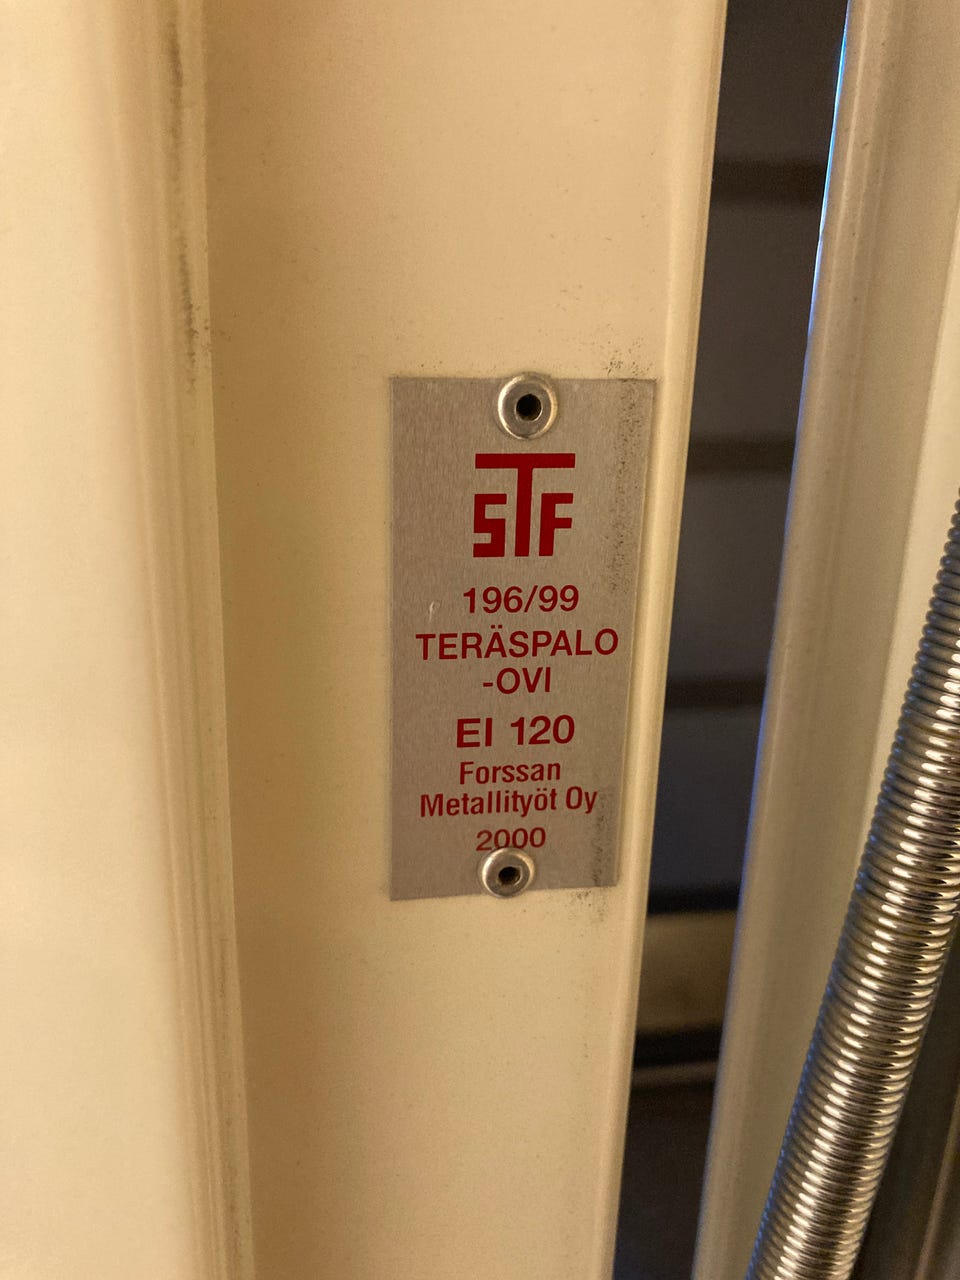 STF
196/99
TERÄSPALO
-OVI
EI 120
Forssan
Metallityöt Oy
2000